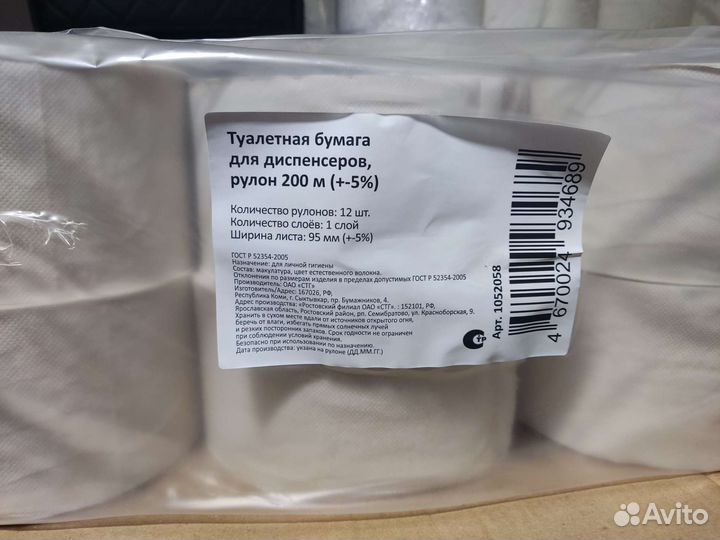 Туалетная бумага
для диспенсеров,
рулон 200 м (+-5%)
Количество рулонов: 12 шт.
Количество слоёв: 1 слой
Ширина листа: 95 мм (+-5%)
ГОСТ Р 52354-2005
Назначение: для личной гигиены
Состав: макулатура, цвет естественного волокна.
Отклонения по размерам изделия в пределах допустимых ГОСТ Р 52354-2005
Производитель: ОАО «СТГ»
Изготовитель/Адрес: 167026, РФ,
Республика Коми, г. Сыктывкар, пр. Бумажников, 4.
Адрес производства: «Ростовский филиал ОАО «СТГ». : 152101, РФ,
Ярославская область, Ростовский район, рп. Семибратово, ул. Красноборская, 9.
Хранить в сухом месте вдали от источников открытого огня,
беречь от влаги, избегать прямых солнечных лучей
и резких посторонних запахов. Срок годности не ограничен
при соблюдении условий хранения.
Безопасно при использовании по назначению.
Дата производства: указана на рулоне (ДД.ММ.ГГ.)
Арт. 1052058
4 670024 934689
СТР
Avito